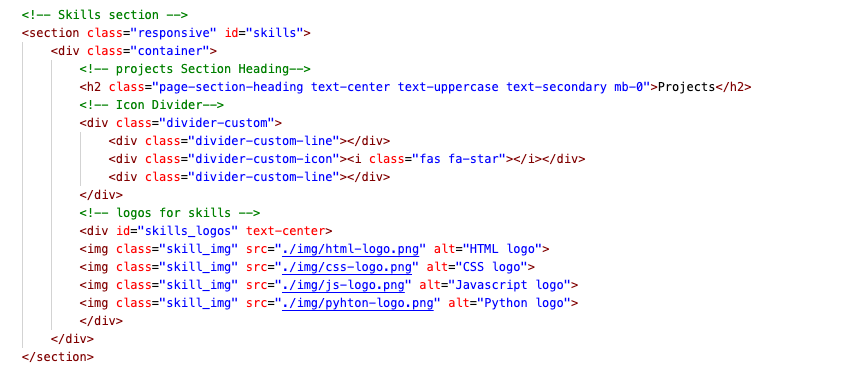 <!-- Skills section -->
<section class="responsive" id="skills">
<div class="container">
<!-- projects Section Heading-->
<h2 class="page-section-heading text-center text-uppercase text-secondary mb-0">Projects</h2>
<!-- Icon Divider-->
<div class="divider-custom">
<div class="divider-custom-line"></div>
<div class="divider-custom-icon"><i class="fas fa-star"></i></div>
<div class="divider-custom-line"></div>
</div>
<!-- logos for skills -->
<div id="skills_logos" text-center>
<img class="skill_img" src="./img/html-logo.png" alt="HTML logo">
<img class="skill_img" src="./img/css-logo.png" alt="CSS logo">
<img class="skill_img" src="./img/js-logo.png" alt="Javascript logo">
<img class="skill_img" src="./img/pyhton-logo.png" alt="Python logo">
</div>
</div>
</section>